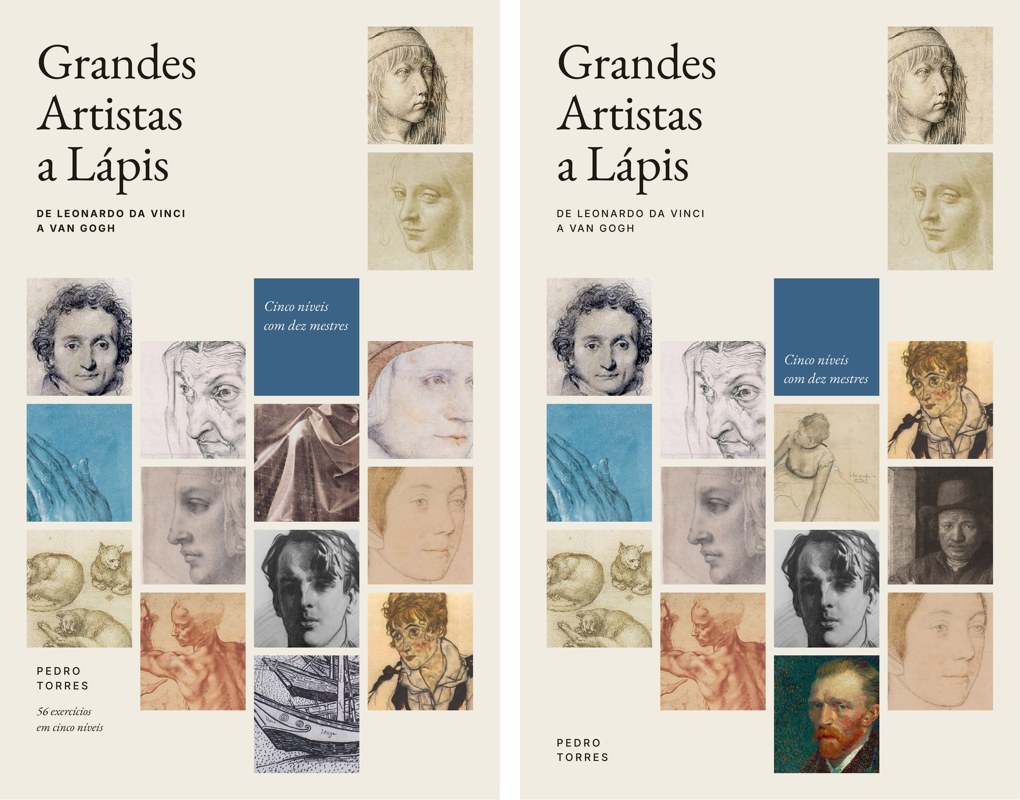 Grandes
Artistas
a Lápis
DE LEONARDO DA VINCI
A VAN GOGH
Cinco níveis
com dez mestres
PEDRO
TORRES
56 exercícios
em cinco níveis
Grandes
Artistas
a Lápis
DE LEONARDO DA VINCI
A VAN GOGH
Cinco níveis
com dez mestres
PEDRO
TORRES